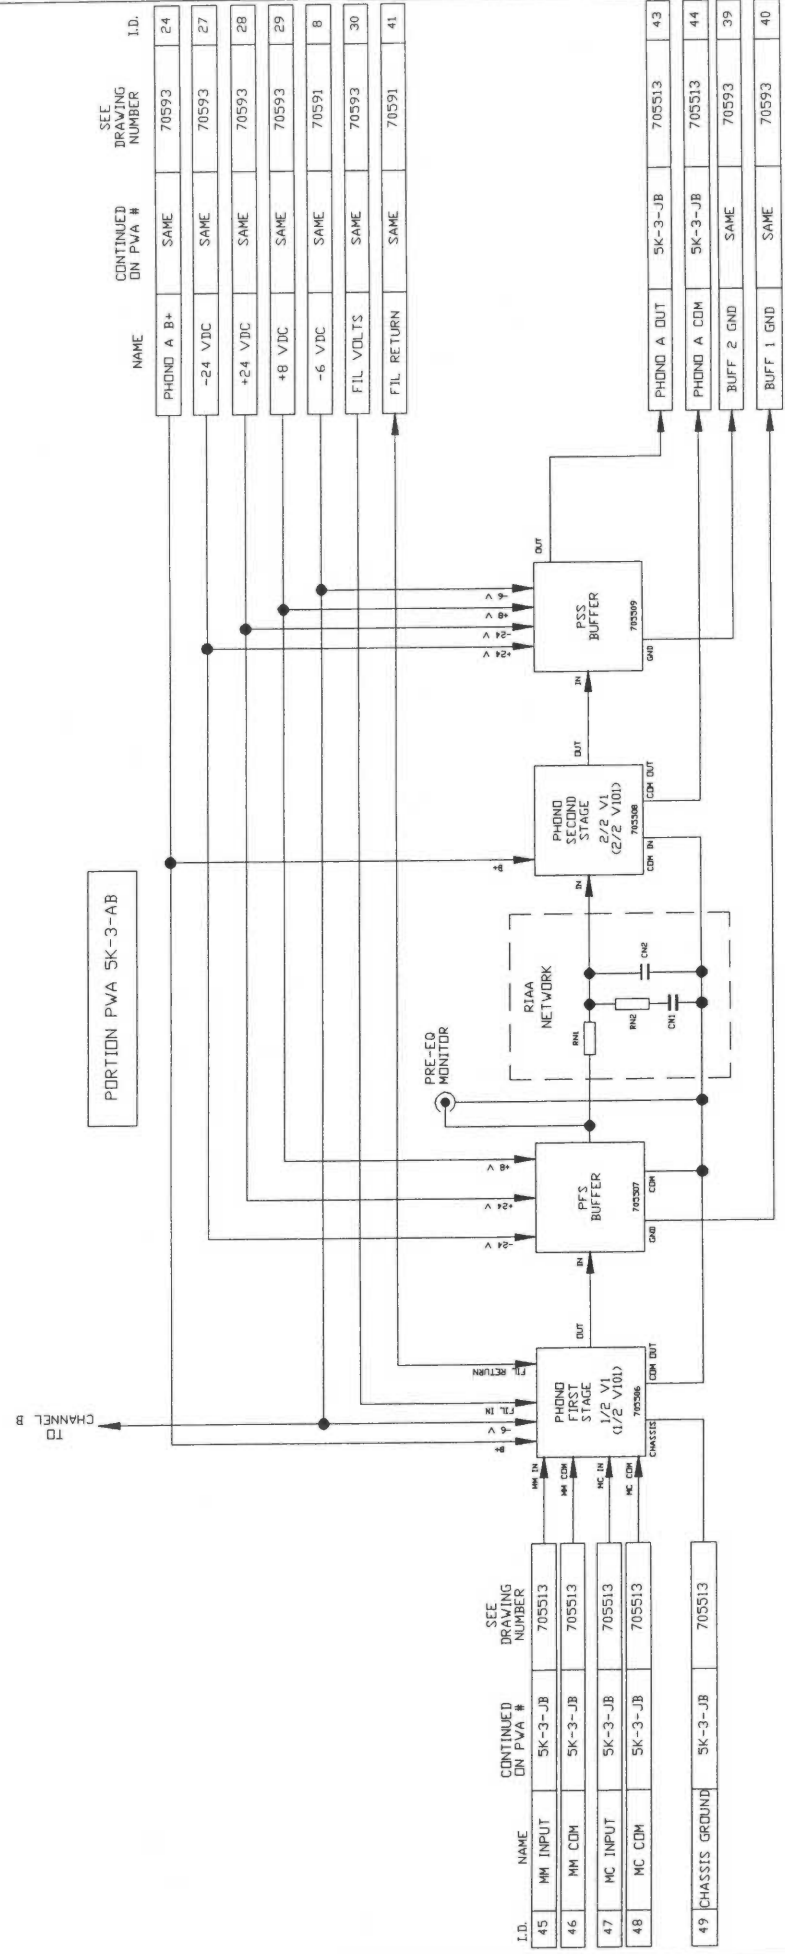 PORTION PWA 5K-3-AB
TO
CHANNEL B
NAME
CONTINUED
ON PWA #
SEE
DRAWING
NUMBER
I.D.
PHONO A B+ SAME 70593 24
-24 VDC SAME 70593 27
+24 VDC SAME 70593 28
+8 VDC SAME 70593 29
-6 VDC SAME 70591 8
FIL VOLTS SAME 70593 30
FIL RETURN SAME 70591 41
I.D.
NAME
CONTINUED
ON PWA #
SEE
DRAWING
NUMBER
45 MM INPUT 5K-3-JB 705513
46 MM COM 5K-3-JB 705513
47 MC INPUT 5K-3-JB 705513
48 MC COM 5K-3-JB 705513
49 CHASSIS GROUND 5K-3-JB 705513
MM IN
MM COM
MC IN
MC COM
CHASSIS
B+
-6 V
FIL IN
FIL RETURN
PHONO
FIRST
STAGE
1/2 V1
(1/2 V101)
705506
OUT
COM OUT
IN
-24 V
+24 V
+8 V
PFS
BUFFER
705507
GND
COM
PRE-EQ
MONITOR
RIAA
NETWORK
RN1
RN2
CN1
CN2
IN
B+
PHONO
SECOND
STAGE
2/2 V1
(2/2 V101)
705508
COM IN
COM OUT
OUT
IN
+24 V
-24 V
+8 V
-6 V
PSS
BUFFER
705509
GND
OUT
PHONO A OUT 5K-3-JB 705513 43
PHONO A COM 5K-3-JB 705513 44
BUFF 2 GND SAME 70593 39
BUFF 1 GND SAME 70593 40